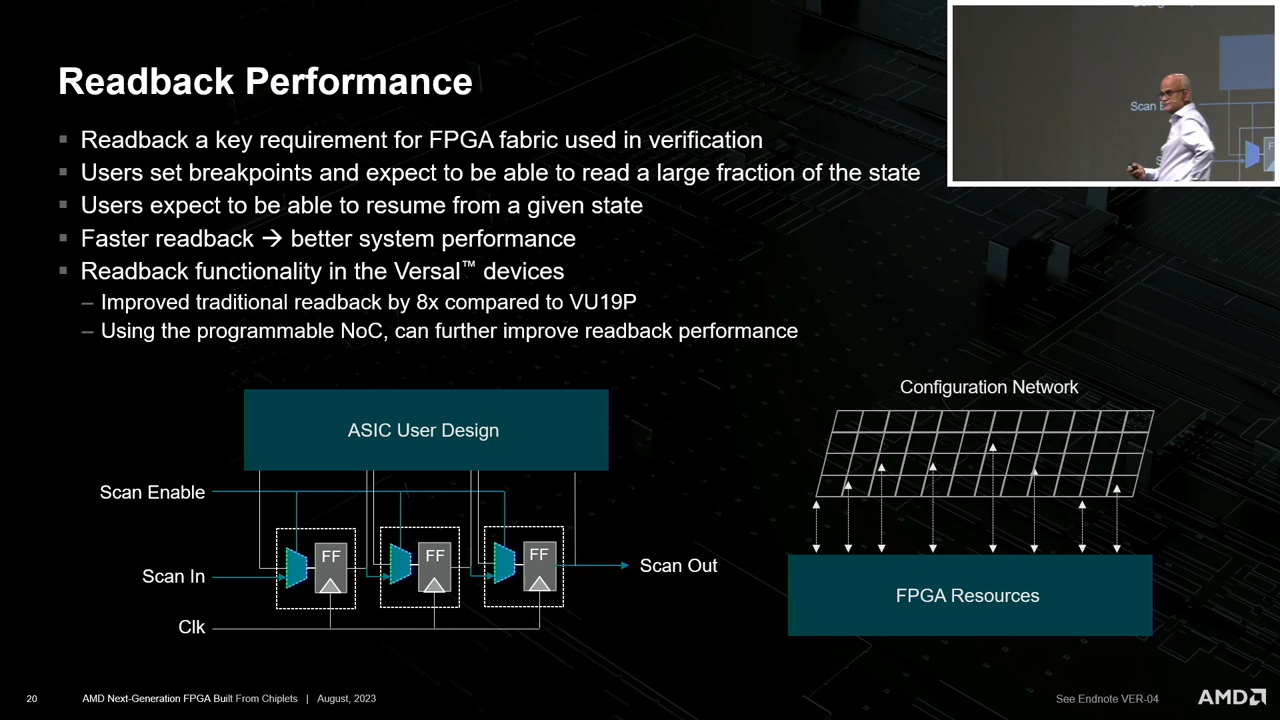 Readback Performance
Readback a key requirement for FPGA fabric used in verification
Users set breakpoints and expect to be able to read a large fraction of the state
Users expect to be able to resume from a given state
Faster readback → better system performance
Readback functionality in the Versal™ devices
– Improved traditional readback by 8x compared to VU19P
– Using the programmable NoC, can further improve readback performance
Scan E
ASIC User Design
Scan Enable
FF
FF
FF
Scan In
Scan Out
Clk
Configuration Network
FPGA Resources
20
AMD Next-Generation FPGA Built From Chiplets | August, 2023
See Endnote VER-04
AMD